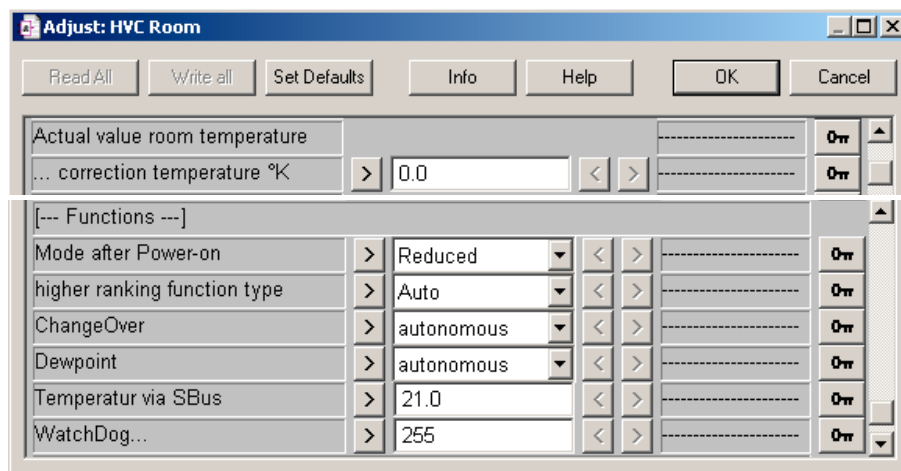 Adjust: HVC Room
Read All Write all Set Defaults Info Help OK Cancel
Actual value room temperature ----------------------
... correction temperature °K > 0.0 < > ----------------------
[--- Functions ---]
Mode after Power-on > Reduced < > ----------------------
higher ranking function type > Auto < > ----------------------
ChangeOver > autonomous < > ----------------------
Dewpoint > autonomous < > ----------------------
Temperatur via SBus > 21.0 < > ----------------------
WatchDog... > 255 < > ----------------------